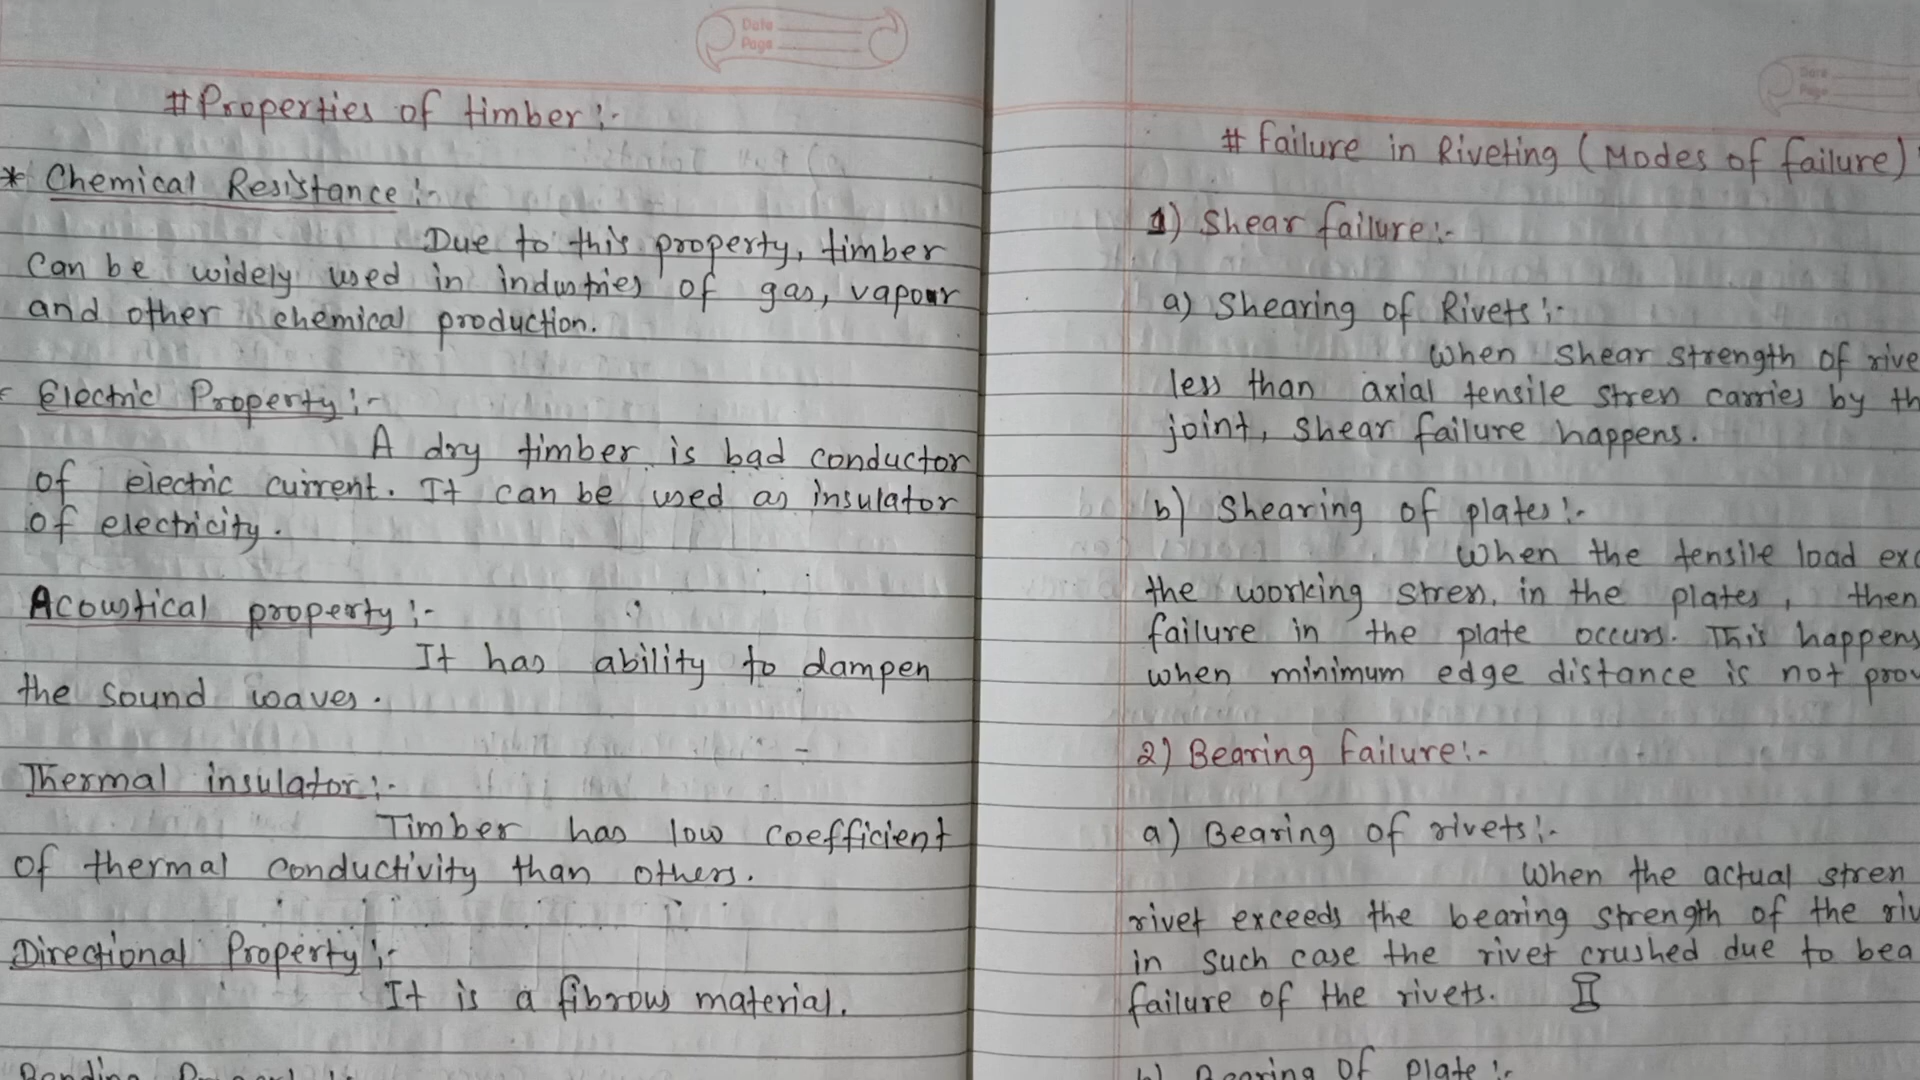 Date
Page
#Properties of timber:-
* Chemical Resistance:-
Due to this property, timber
can be widely used in industries of gas, vapour
and other chemical production.
Electric Property:-
A dry timber is bad conductor
of electric current. It can be used as insulator
of electricity.
Acoustical property:-
It has ability to dampen
the sound waves.
Thermal insulator:-
Timber has low coefficient
of thermal conductivity than others.
Directional Property:-
It is a fibrous material.
Date
Page
# Failure in Riveting (Modes of failure)
1) Shear failure:-
a) Shearing of Rivets:-
When shear strength of rive
less than axial tensile stress carries by th
joint, shear failure happens.
b) Shearing of plates:-
When the tensile load exc
the working stress, in the plates, then
failure in the plate occurs. This happens
when minimum edge distance is not prov
2) Bearing Failure:-
a) Bearing of rivets:-
When the actual stress
rivet exceeds the bearing strength of the riv
in such case the rivet crushed due to bea
failure of the rivets.
b) Bearing Of plate:-